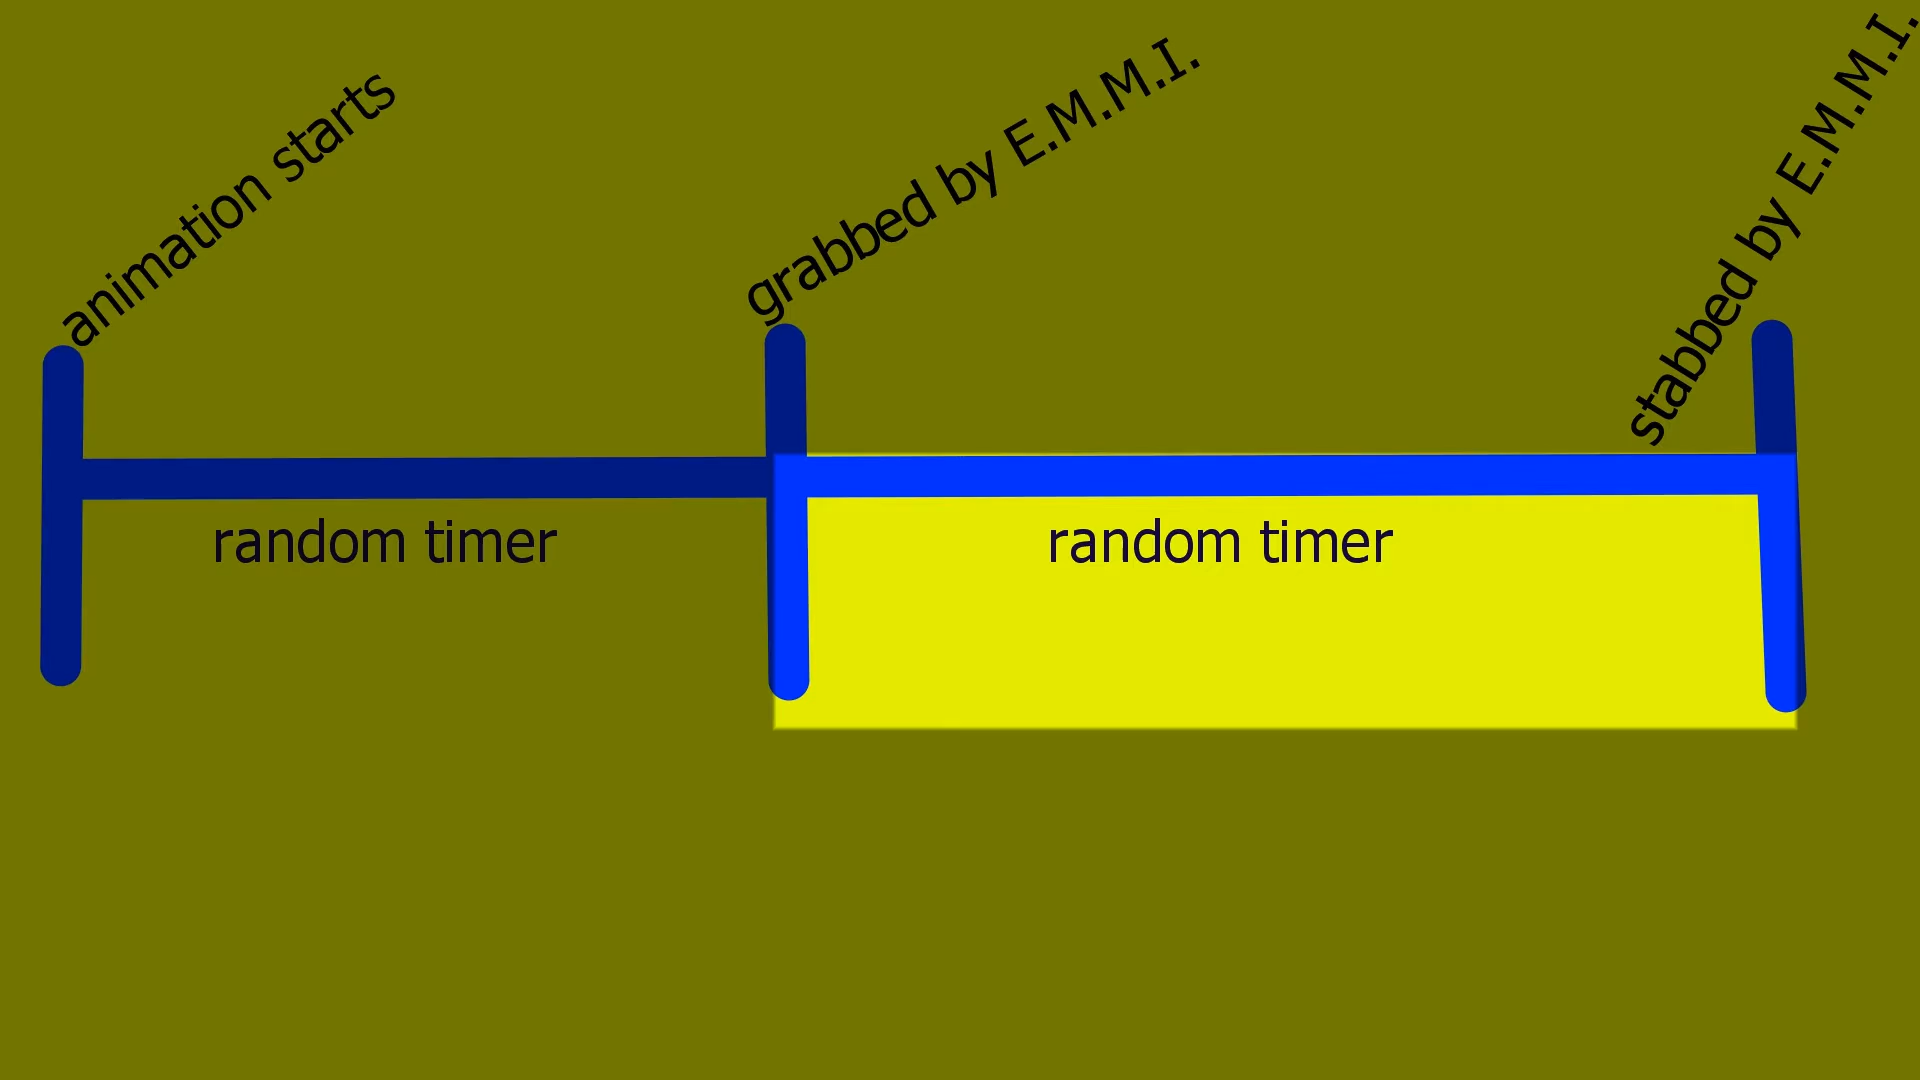 animation starts
grabbed by E.M.M.I.
stabbed by E.M.M.I.
random timer
random timer